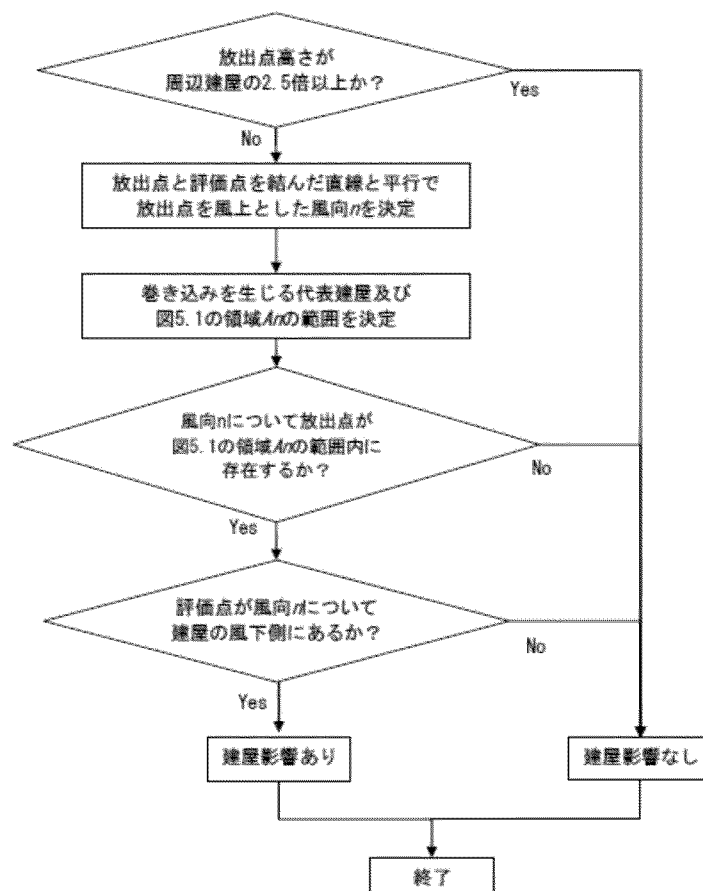 放出点高さが
周辺建屋の2.5倍以上か？
Yes
No
放出点と評価点を結んだ直線と平行で
放出点を風上とした風向nを決定
巻き込みを生じる代表建屋及び
図5.1の領域Anの範囲を決定
風向nについて放出点が
図5.1の領域Anの範囲内に
存在するか？
No
Yes
評価点が風向nについて
建屋の風下側にあるか？
No
Yes
建屋影響あり
建屋影響なし
終了